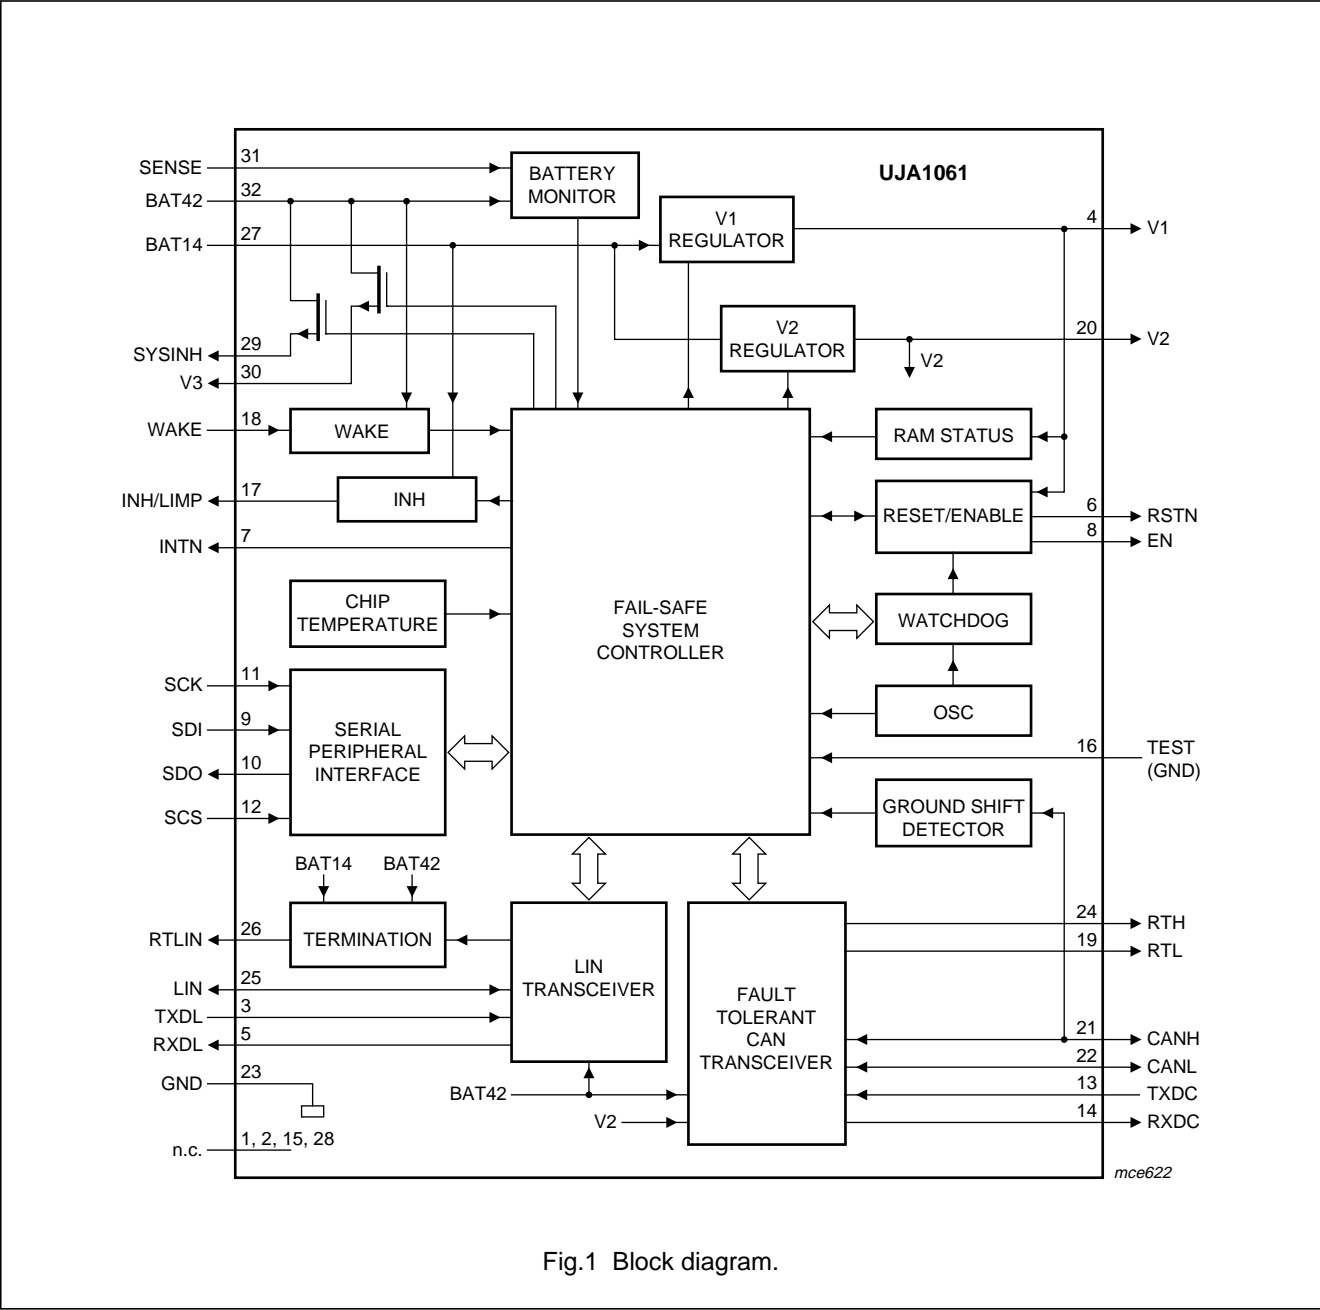 UJA1061
SENSE
31
BAT42
32
BAT14
27
BATTERY
MONITOR
V1
REGULATOR
4
V1
V2
REGULATOR
20
V2
V2
SYSINH
29
V3
30
WAKE
18
WAKE
RAM STATUS
INH/LIMP
17
INH
RESET/ENABLE
6
RSTN
8
EN
INTN
7
CHIP
TEMPERATURE
FAIL-SAFE
SYSTEM
CONTROLLER
WATCHDOG
SCK
11
SDI
9
SDO
10
SCS
12
SERIAL
PERIPHERAL
INTERFACE
OSC
16
TEST
(GND)
GROUND SHIFT
DETECTOR
BAT14
BAT42
RTLIN
26
TERMINATION
LIN
25
TXDL
3
RXDL
5
LIN
TRANSCEIVER
FAULT
TOLERANT
CAN
TRANSCEIVER
24
RTH
19
RTL
21
CANH
22
CANL
13
TXDC
14
RXDC
GND
23
BAT42
V2
n.c.
1, 2, 15, 28
mce622
Fig.1 Block diagram.